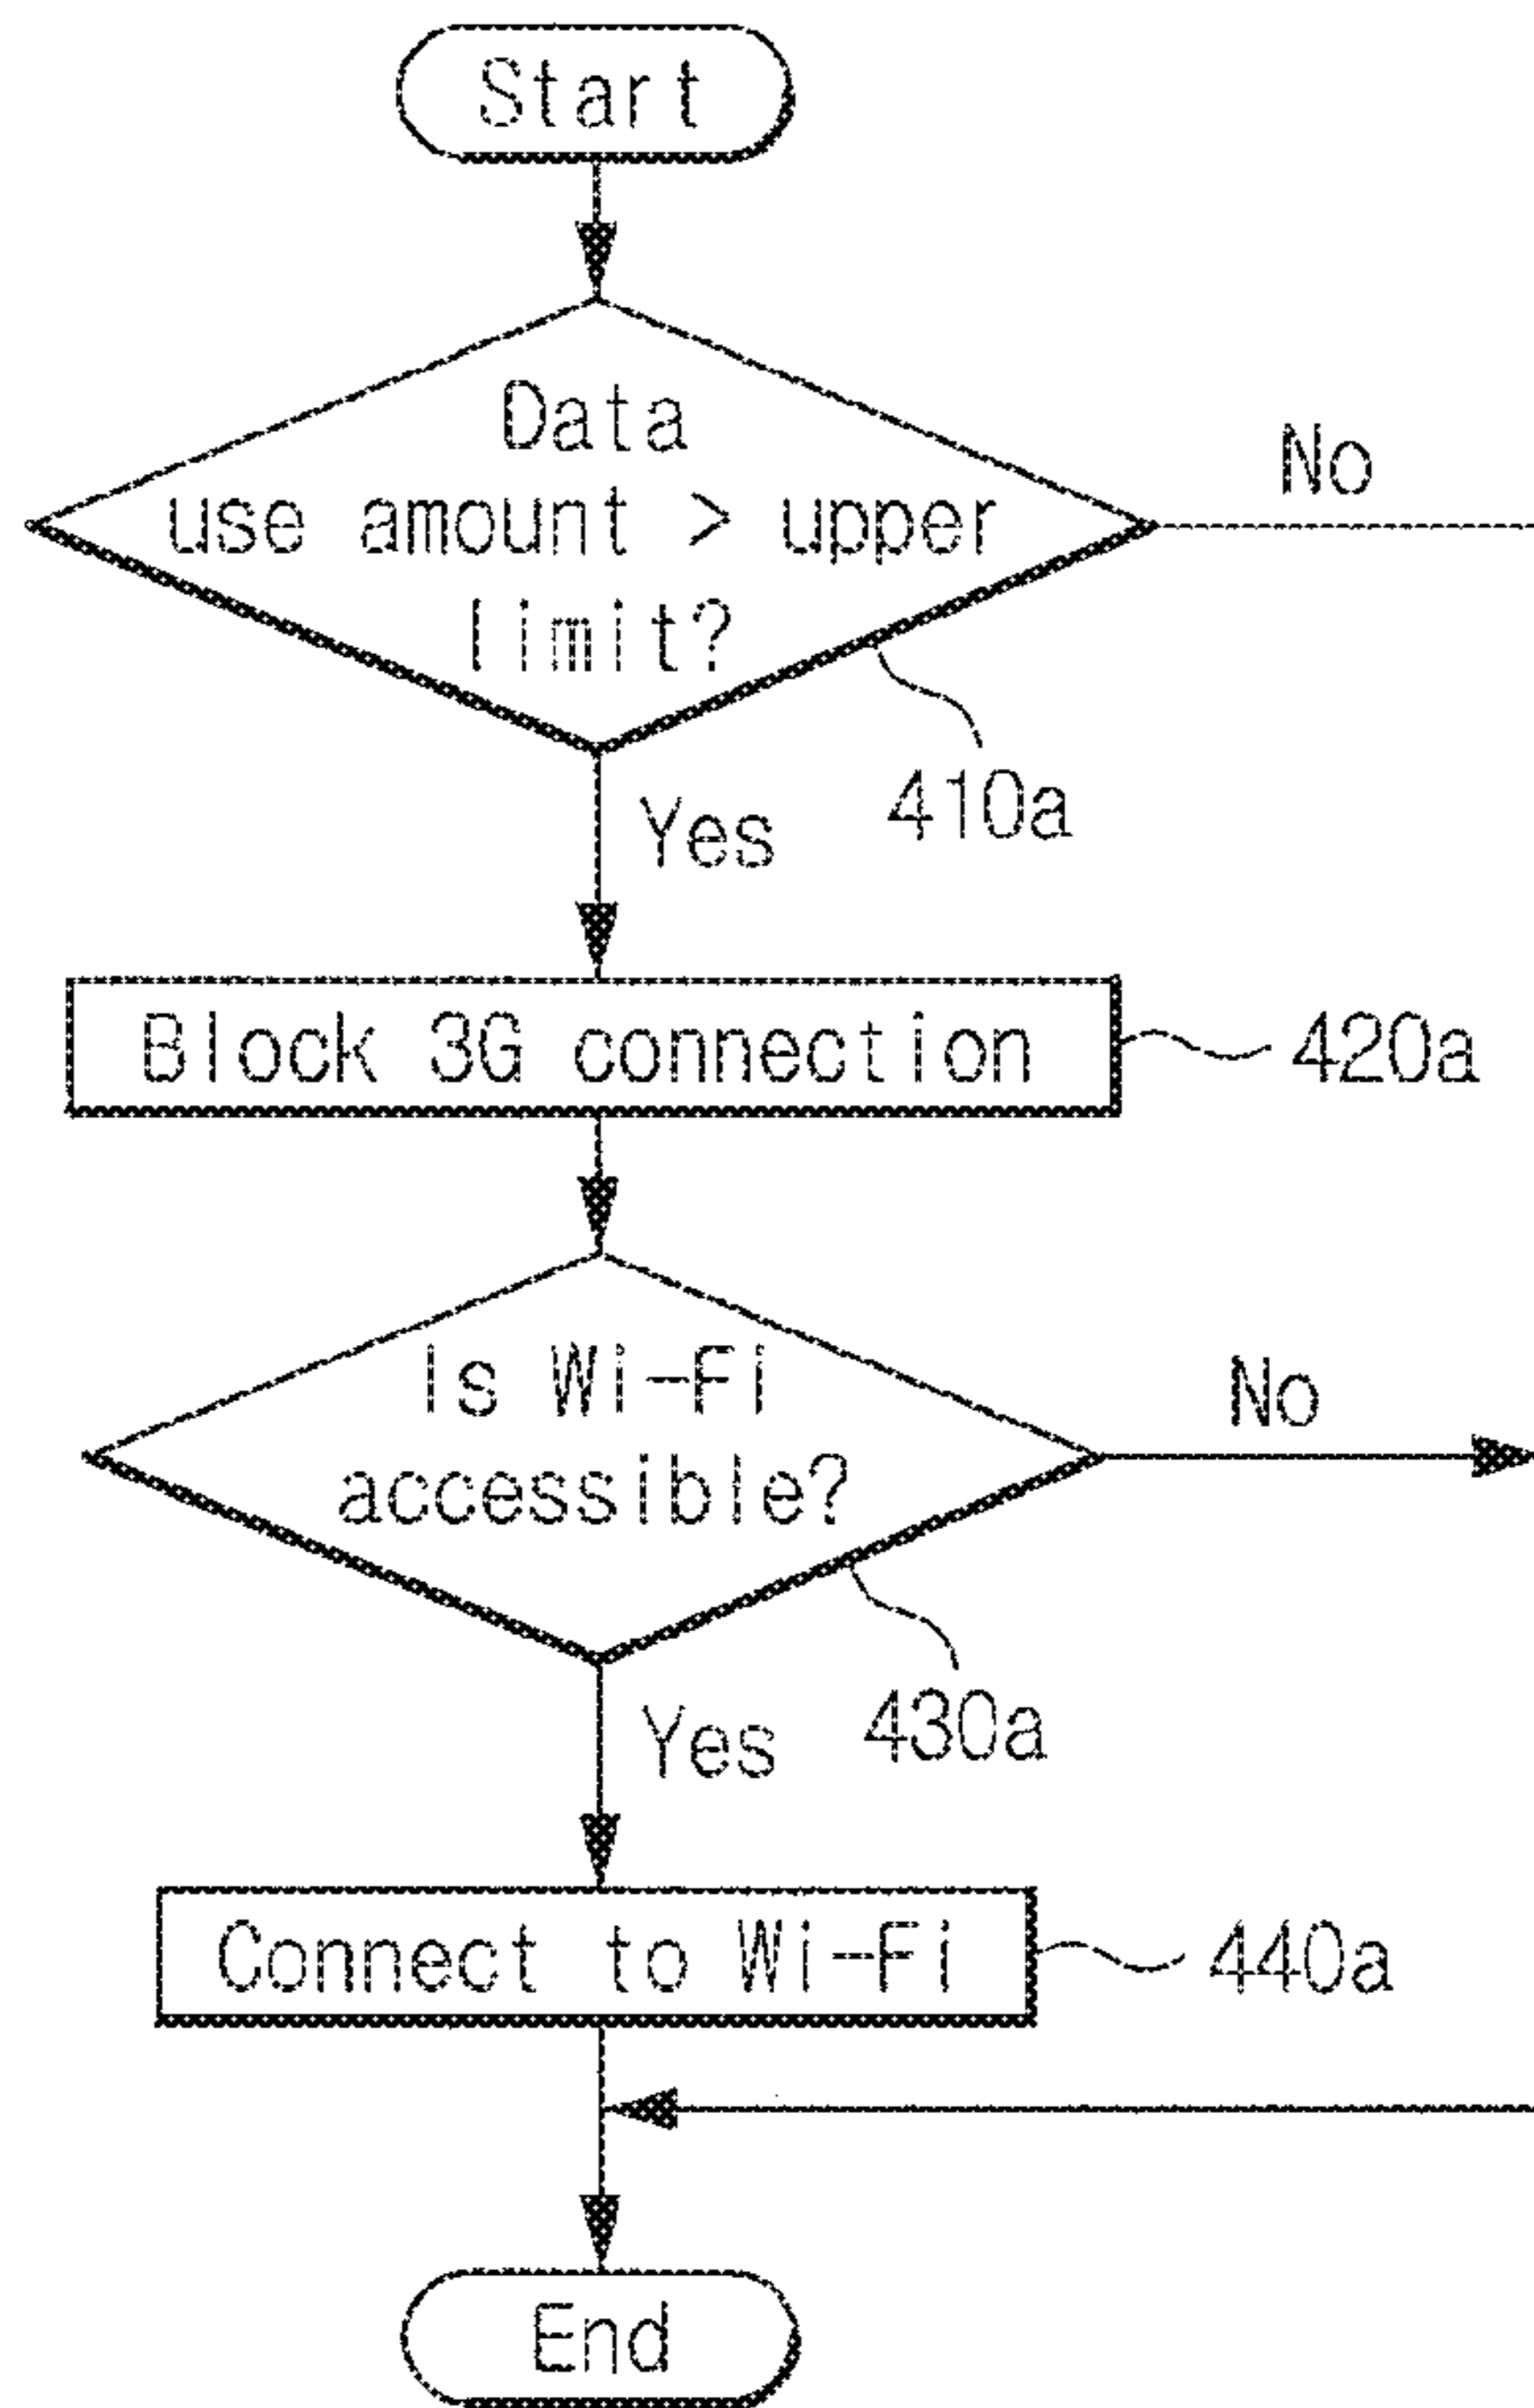 Start
Data
use amount > upper
limit?
No
410a
Yes
Block 3G connection
420a
Is Wi-Fi
accessible?
No
430a
Yes
Connect to Wi-Fi
440a
End